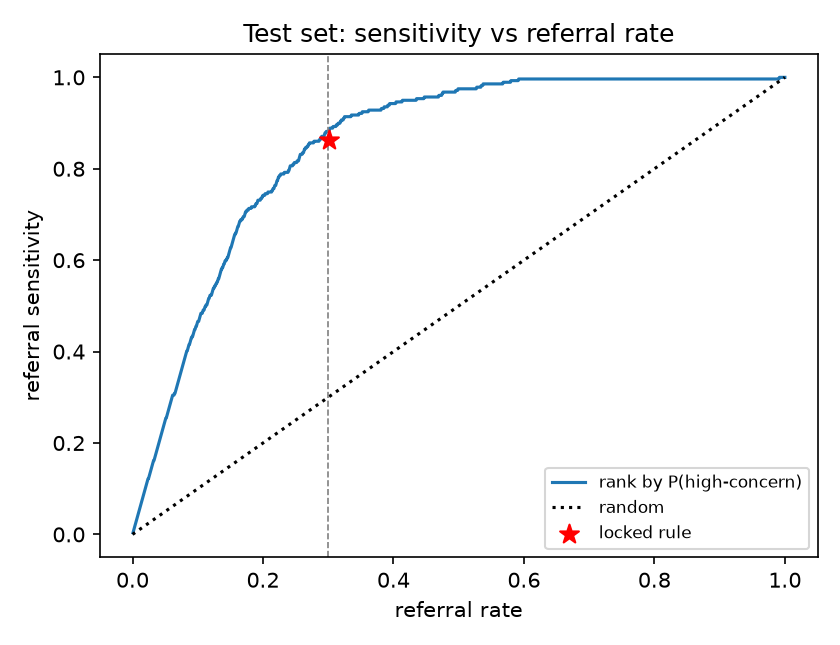 Test set: sensitivity vs referral rate
referral sensitivity
1.0
0.8
0.6
0.4
0.2
0.0
0.0 0.2 0.4 0.6 0.8 1.0
referral rate
rank by P(high-concern)
random
locked rule